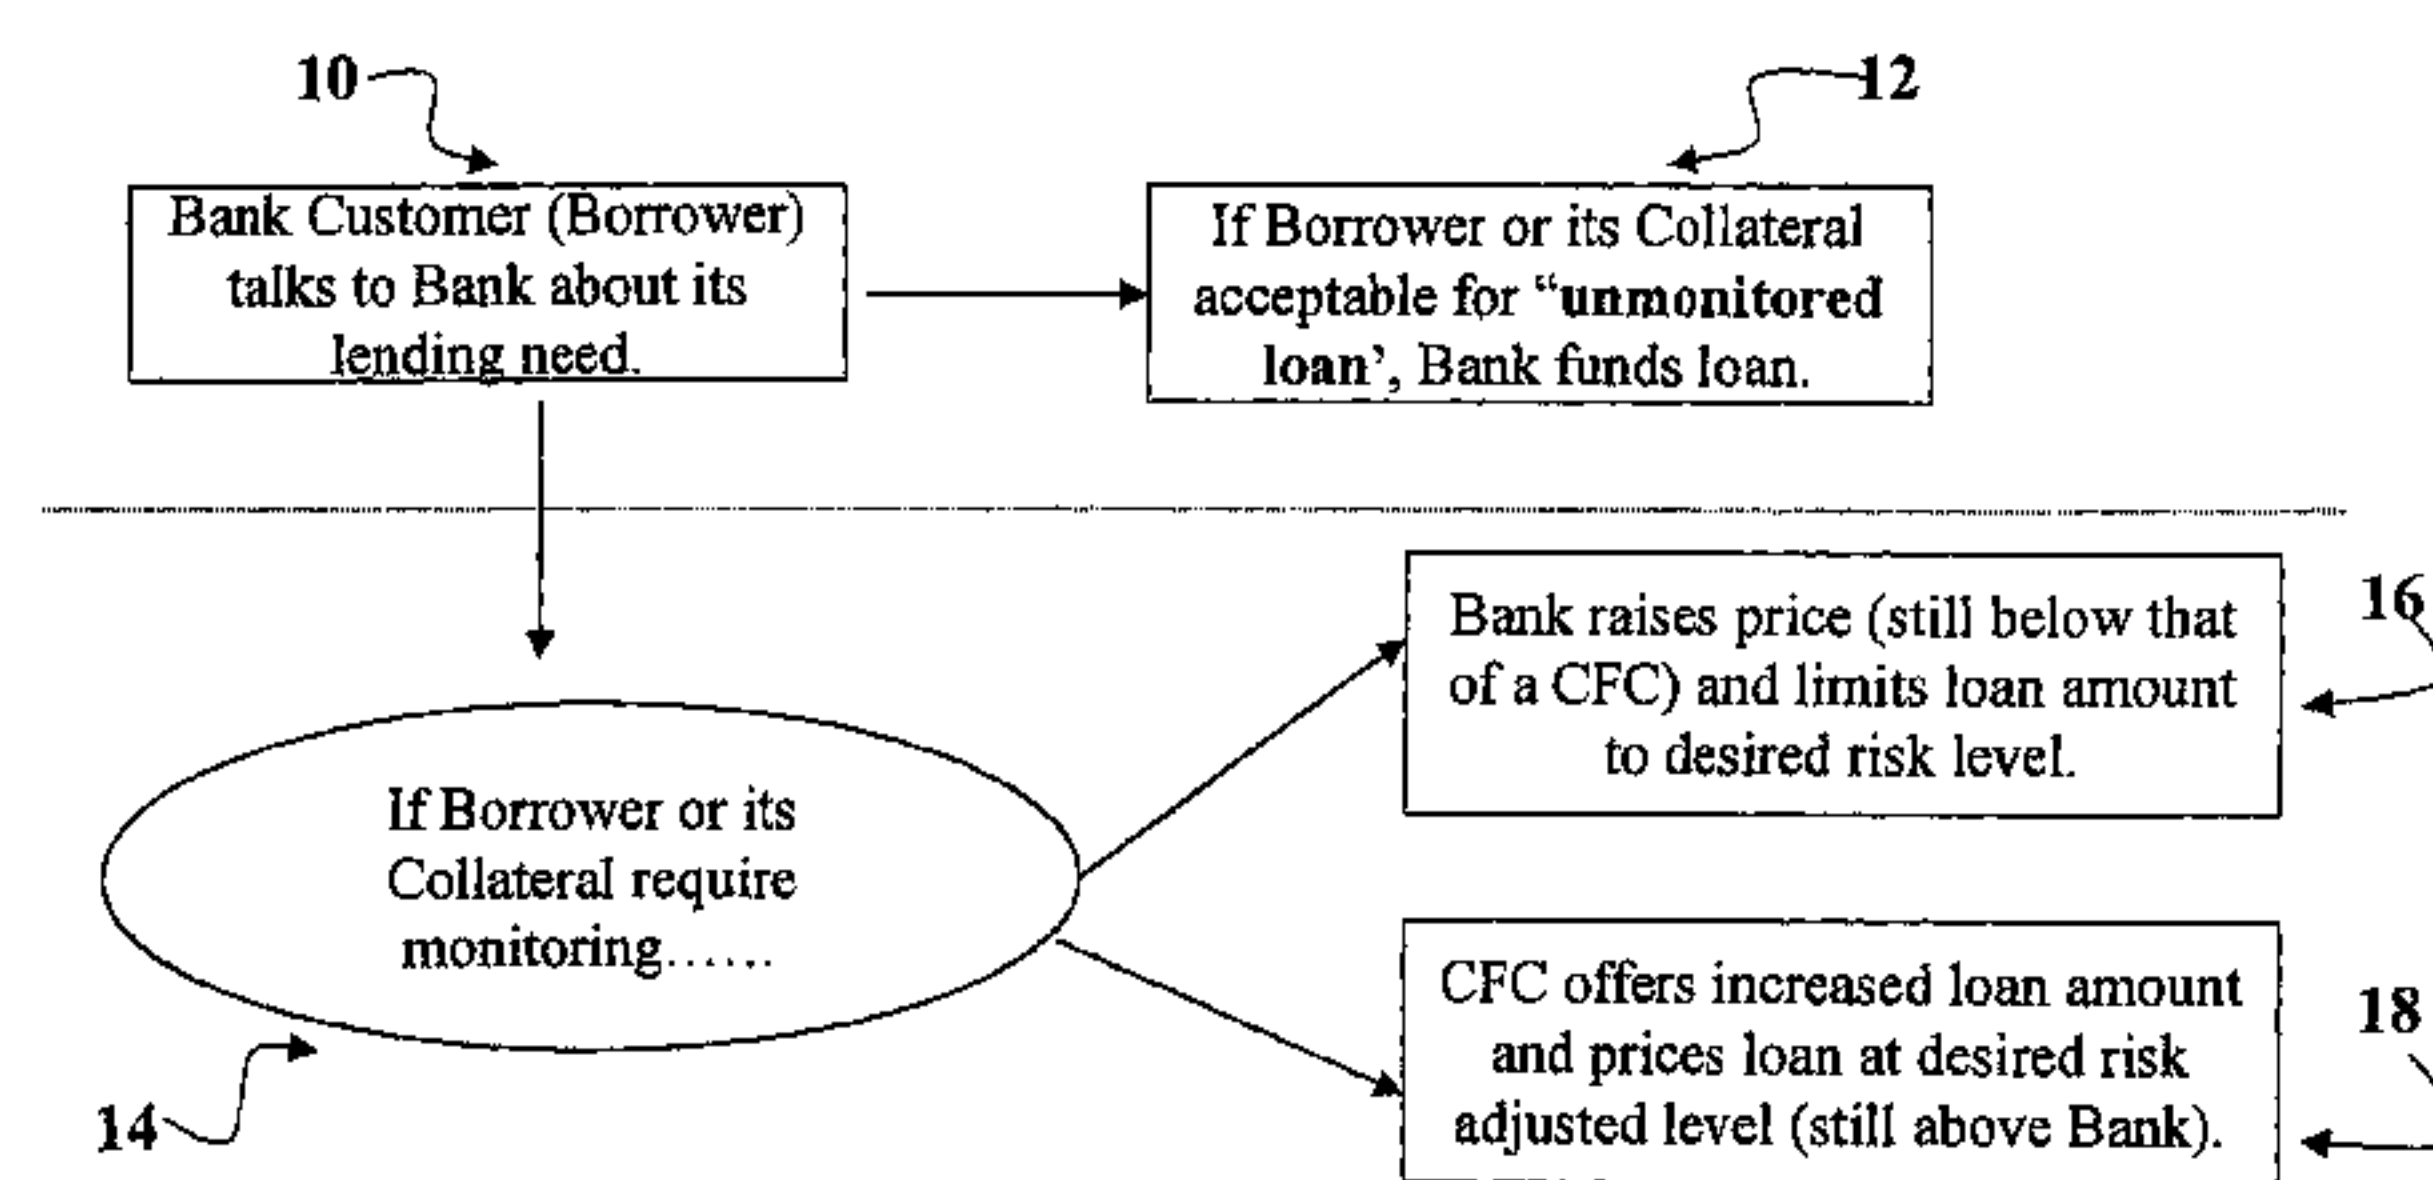 10
12
Bank Customer (Borrower)
talks to Bank about its
lending need.
If Borrower or its Collateral
acceptable for “unmonitored
loan’, Bank funds loan.
16
Bank raises price (still below that
of a CFC) and limits loan amount
to desired risk level.
If Borrower or its
Collateral require
monitoring......
18
CFC offers increased loan amount
and prices loan at desired risk
adjusted level (still above Bank).
14